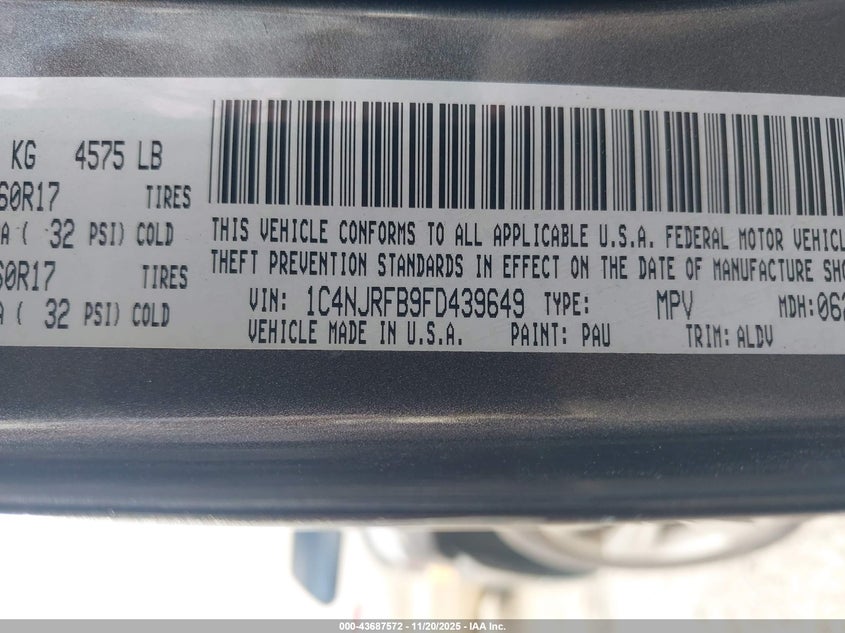 KG 4575 LB
60R17 TIRES
A ( 32 PSI) COLD
60R17 TIRES
A ( 32 PSI) COLD
THIS VEHICLE CONFORMS TO ALL APPLICABLE U.S.A. FEDERAL MOTOR VEHICL
THEFT PREVENTION STANDARDS IN EFFECT ON THE DATE OF MANUFACTURE SHO
VIN: 1C4NJRFB9FD439649 TYPE: MPV MDH: 062
VEHICLE MADE IN U.S.A. PAINT: PAU TRIM: ALDV
000-43687572 - 11/20/2025 - IAA Inc.